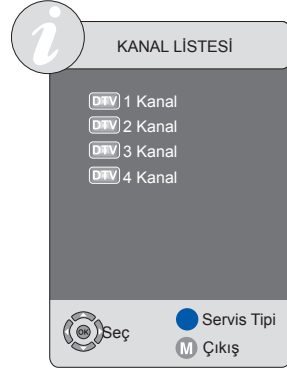 i
KANAL LİSTESİ
DTV 1 Kanal
DTV 2 Kanal
DTV 3 Kanal
DTV 4 Kanal
OK Seç
Servis Tipi
M Çıkış